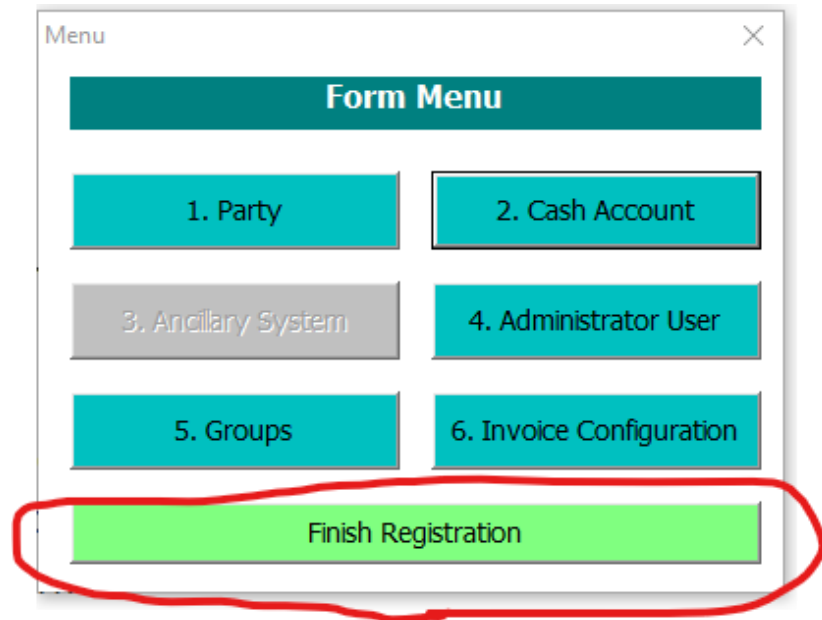 Menu
Form Menu
1. Party
2. Cash Account
3. Ancillary System
4. Administrator User
5. Groups
6. Invoice Configuration
Finish Registration